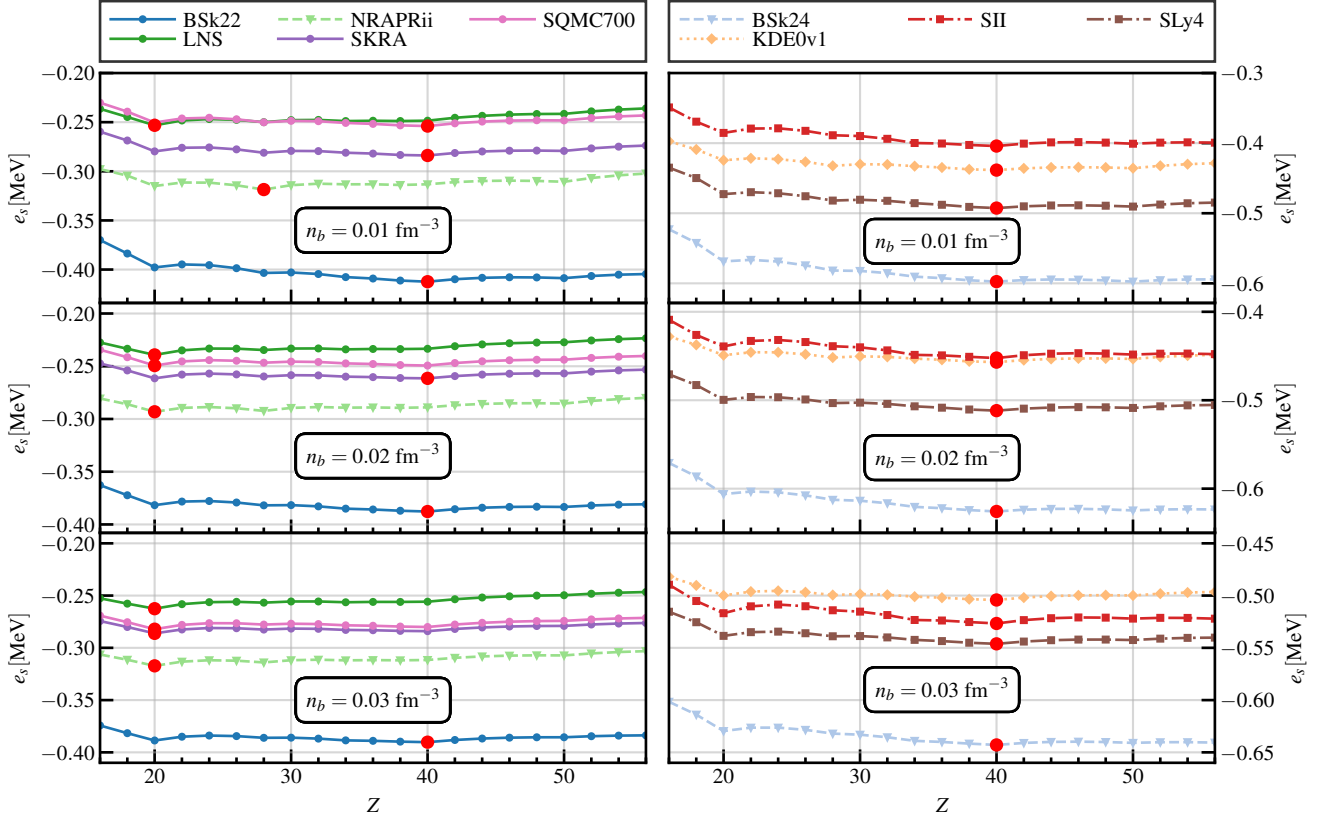 BSk22 NRAPRii SQMC700
LNS SKRA
BSk24 SII SLy4
KDE0v1
−0.20
−0.25
−0.30
−0.35
−0.40
e_s [MeV]
n_b = 0.01 fm⁻³
−0.3
−0.4
−0.5
−0.6
e_s [MeV]
n_b = 0.01 fm⁻³
−0.20
−0.25
−0.30
−0.35
−0.40
e_s [MeV]
n_b = 0.02 fm⁻³
−0.4
−0.5
−0.6
e_s [MeV]
n_b = 0.02 fm⁻³
−0.20
−0.25
−0.30
−0.35
−0.40
e_s [MeV]
n_b = 0.03 fm⁻³
−0.45
−0.50
−0.55
−0.60
−0.65
e_s [MeV]
n_b = 0.03 fm⁻³
20 30 40 50
Z
20 30 40 50
Z